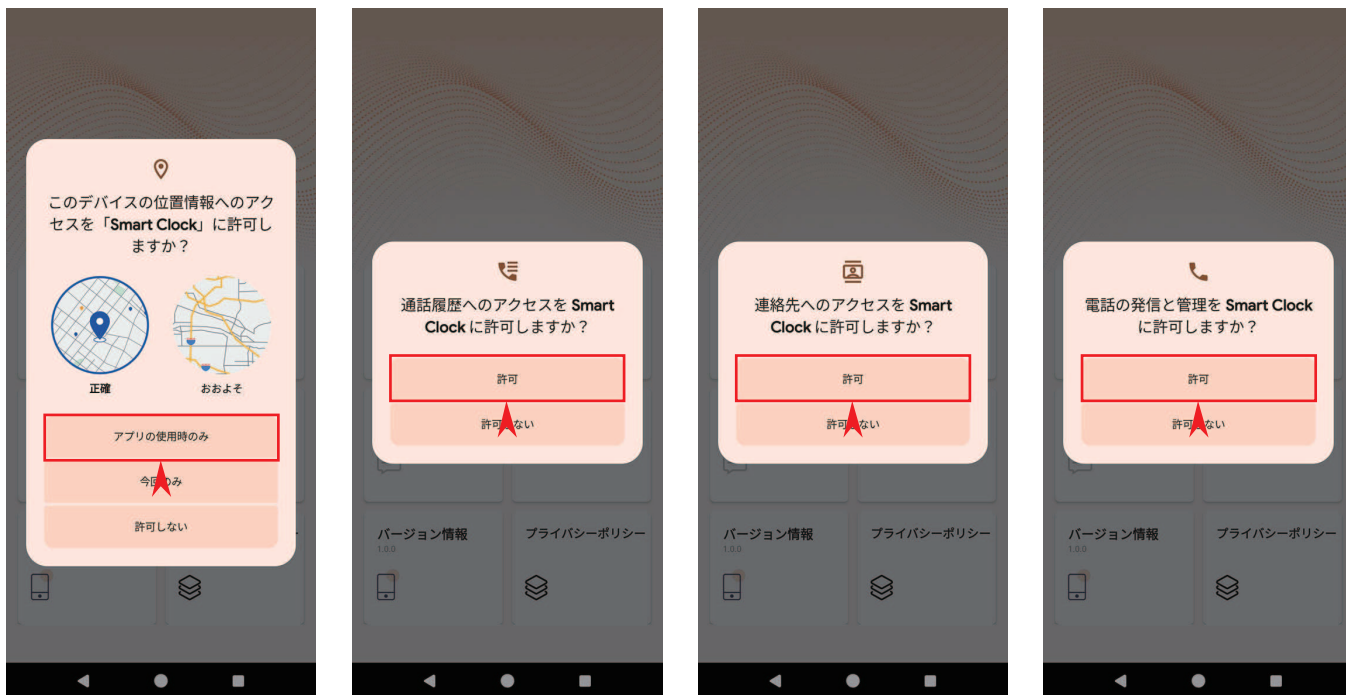 このデバイスの位置情報へのアク
セスを「Smart Clock」に許可し
ますか？
正確
おおよそ
アプリの使用時のみ
今回のみ
許可しない
通話履歴へのアクセスを Smart
Clock に許可しますか？
許可
許可しない
バージョン情報
1.0.0
プライバシーポリシー
連絡先へのアクセスを Smart
Clock に許可しますか？
許可
許可しない
バージョン情報
1.0.0
プライバシーポリシー
電話の発信と管理を Smart Clock
に許可しますか？
許可
許可しない
バージョン情報
1.0.0
プライバシーポリシー